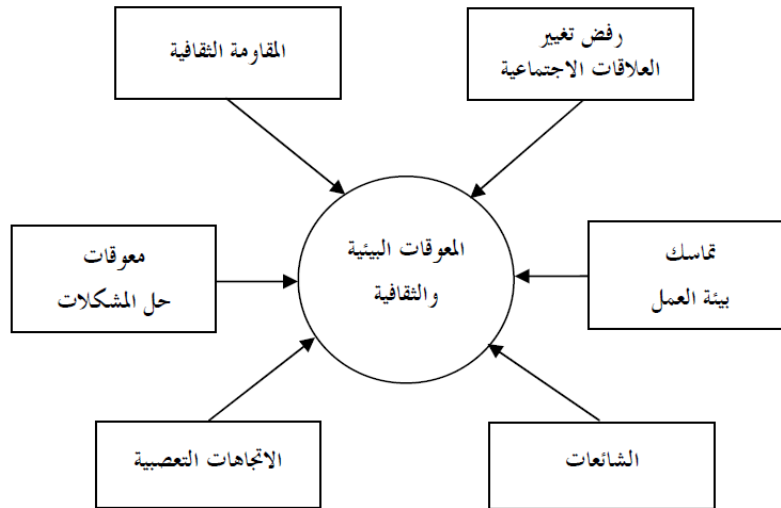 رفض تغيير
العلاقات الاجتماعية
المقاومة الثقافية
المعوقات البيئية
والثقافية
تماسك
بيئة العمل
معوقات
حل المشكلات
الشائعات
الاتجاهات التعصبية